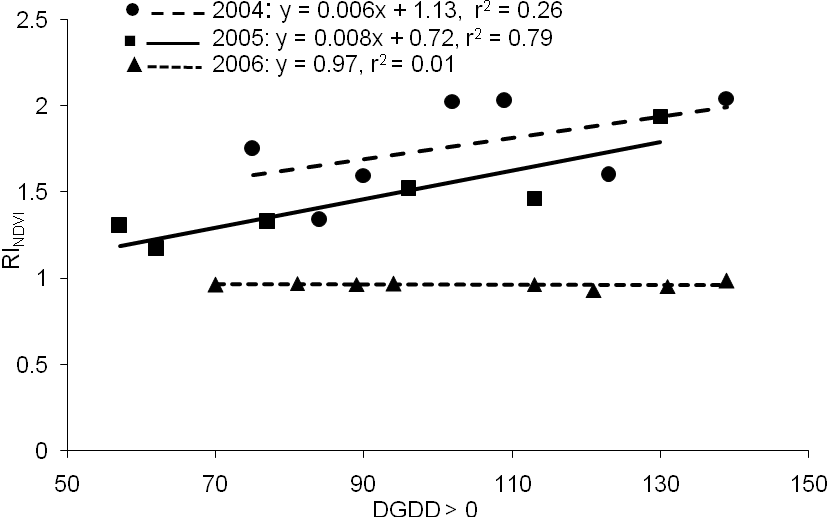 2004: y = 0.006x + 1.13, r² = 0.26
2005: y = 0.008x + 0.72, r² = 0.79
2006: y = 0.97, r² = 0.01
2.5
2
1.5
1
0.5
0
RI_NDVI
50 70 90 110 130 150
DGDD > 0